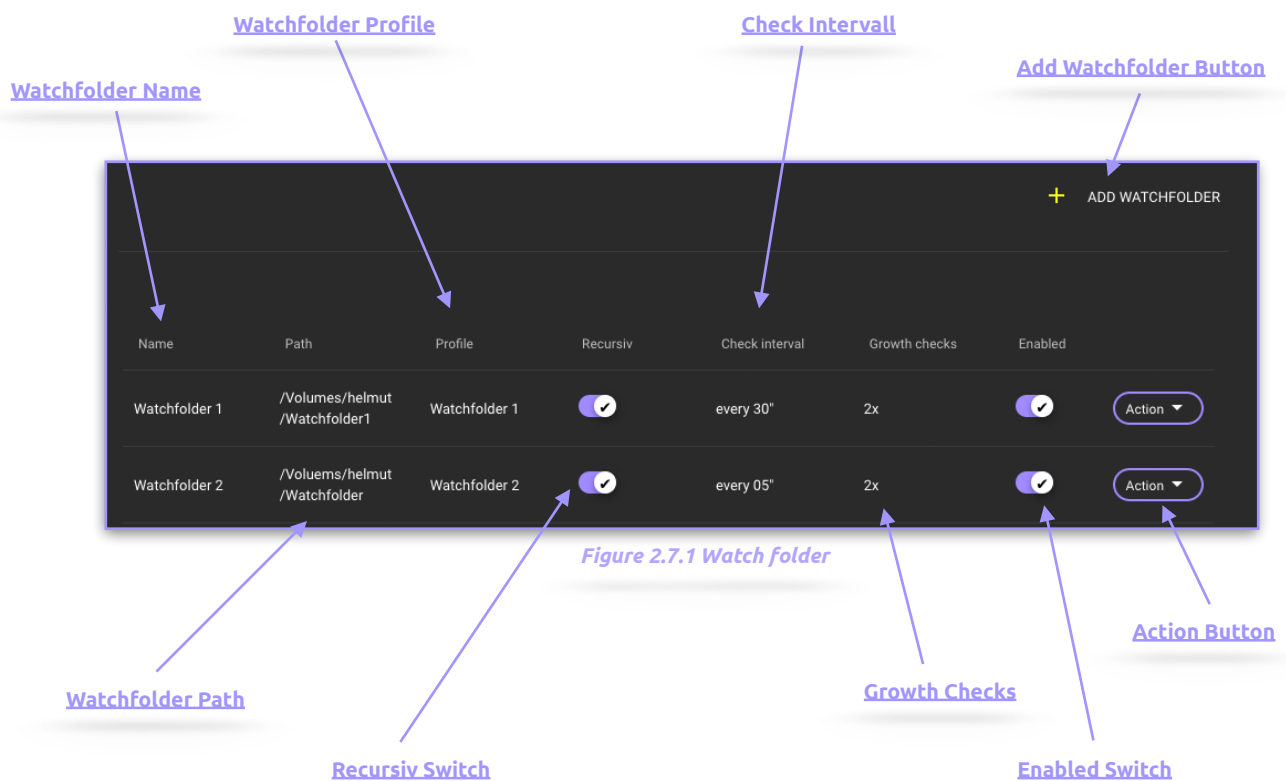 Watchfolder Profile
Check Intervall
Add Watchfolder Button
Watchfolder Name
ADD WATCHFOLDER
Name Path Profile Recursiv Check interval Growth checks Enabled
Watchfolder 1 /Volumes/helmut Watchfolder 1 every 30" 2x Action
/Watchfolder1
Watchfolder 2 /Voluems/helmut Watchfolder 2 every 05" 2x Action
/Watchfolder
Figure 2.7.1 Watch folder
Action Button
Watchfolder Path
Growth Checks
Recursiv Switch
Enabled Switch